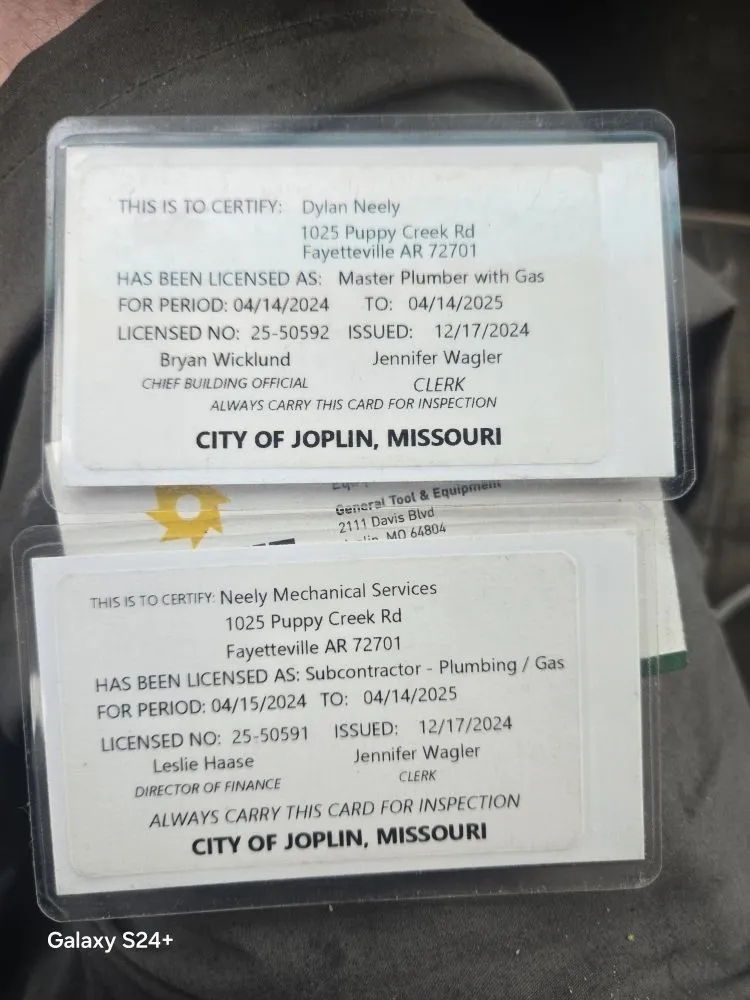 THIS IS TO CERTIFY: Dylan Neely
1025 Puppy Creek Rd
Fayetteville AR 72701
HAS BEEN LICENSED AS: Master Plumber with Gas
FOR PERIOD: 04/14/2024 TO: 04/14/2025
LICENSED NO: 25-50592 ISSUED: 12/17/2024
Bryan Wicklund Jennifer Wagler
CHIEF BUILDING OFFICIAL CLERK
ALWAYS CARRY THIS CARD FOR INSPECTION
CITY OF JOPLIN, MISSOURI
General Tool & Equipment
2111 Davis Blvd
MO 64804
THIS IS TO CERTIFY: Neely Mechanical Services
1025 Puppy Creek Rd
Fayetteville AR 72701
HAS BEEN LICENSED AS: Subcontractor - Plumbing / Gas
FOR PERIOD: 04/15/2024 TO: 04/14/2025
LICENSED NO: 25-50591 ISSUED: 12/17/2024
Leslie Haase Jennifer Wagler
DIRECTOR OF FINANCE CLERK
ALWAYS CARRY THIS CARD FOR INSPECTION
CITY OF JOPLIN, MISSOURI
Galaxy S24+